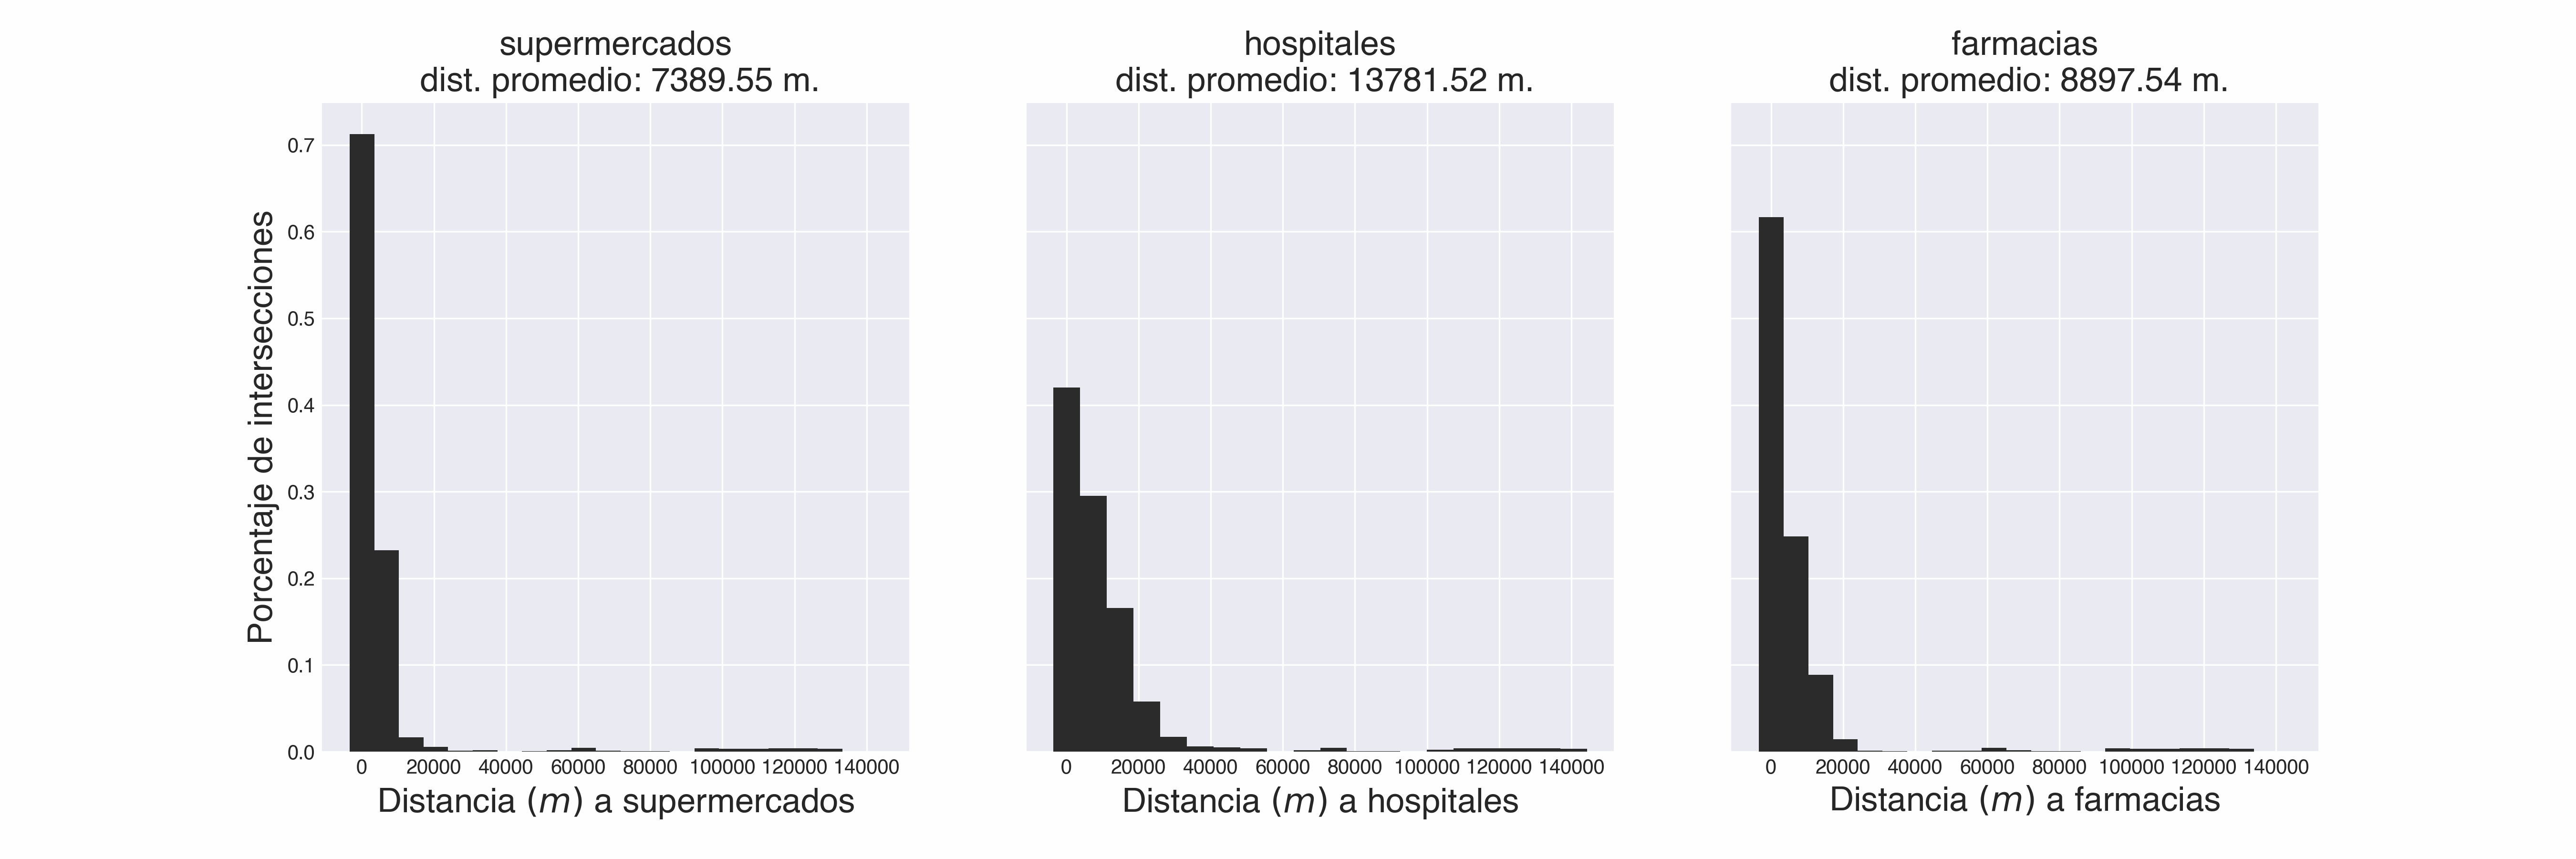 supermercados
dist. promedio: 7389.55 m.
hospitales
dist. promedio: 13781.52 m.
farmacias
dist. promedio: 8897.54 m.
Porcentaje de intersecciones
0.7
0.6
0.5
0.4
0.3
0.2
0.1
0.0
0 20000 40000 60000 80000 100000 120000 140000
Distancia (m) a supermercados
0 20000 40000 60000 80000 100000 120000 140000
Distancia (m) a hospitales
0 20000 40000 60000 80000 100000 120000 140000
Distancia (m) a farmacias